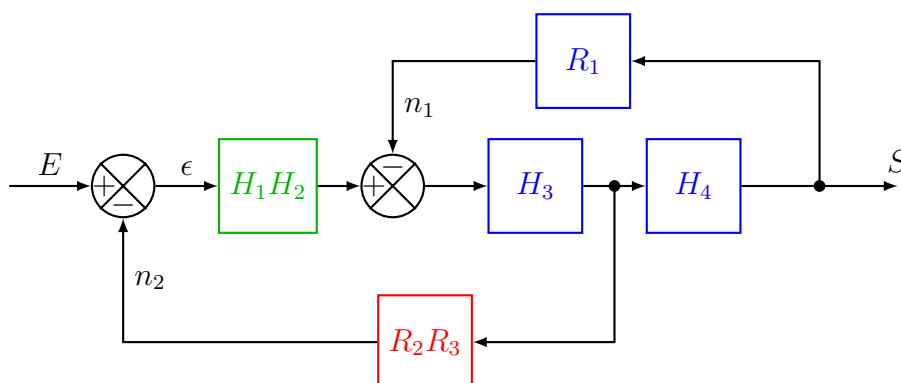 R₁
n₁
E
ϵ
S
+
−
H₁H₂
+
−
H₃
H₄
n₂
R₂R₃